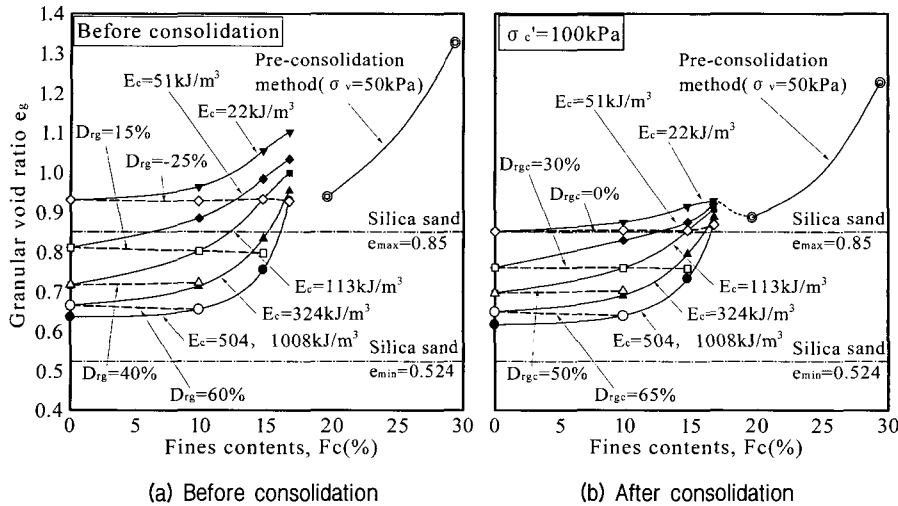 Before consolidation
Pre-consolidation
method(σv=50kPa)
Ec=51kJ/m³
Ec=22kJ/m³
Drg=15%
Drg=-25%
Silica sand
emax=0.85
Ec=113kJ/m³
Ec=324kJ/m³
Ec=504, 1008kJ/m³
Silica sand
emin=0.524
Drg=40%
Drg=60%
Granular void ratio eg
1.4
1.3
1.2
1.1
1.0
0.9
0.8
0.7
0.6
0.5
0.4
0 5 10 15 20 25 30
Fines contents, Fc(%)
(a) Before consolidation
σc'=100kPa
Pre-consolidation
method(σv=50kPa)
Ec=51kJ/m³
Ec=22kJ/m³
Drgc=30%
Drgc=0%
Silica sand
emax=0.85
Ec=113kJ/m³
Ec=324kJ/m³
Ec=504, 1008kJ/m³
Silica sand
emin=0.524
Drgc=50%
Drgc=65%
0 5 10 15 20 25 30
Fines contents, Fc(%)
(b) After consolidation